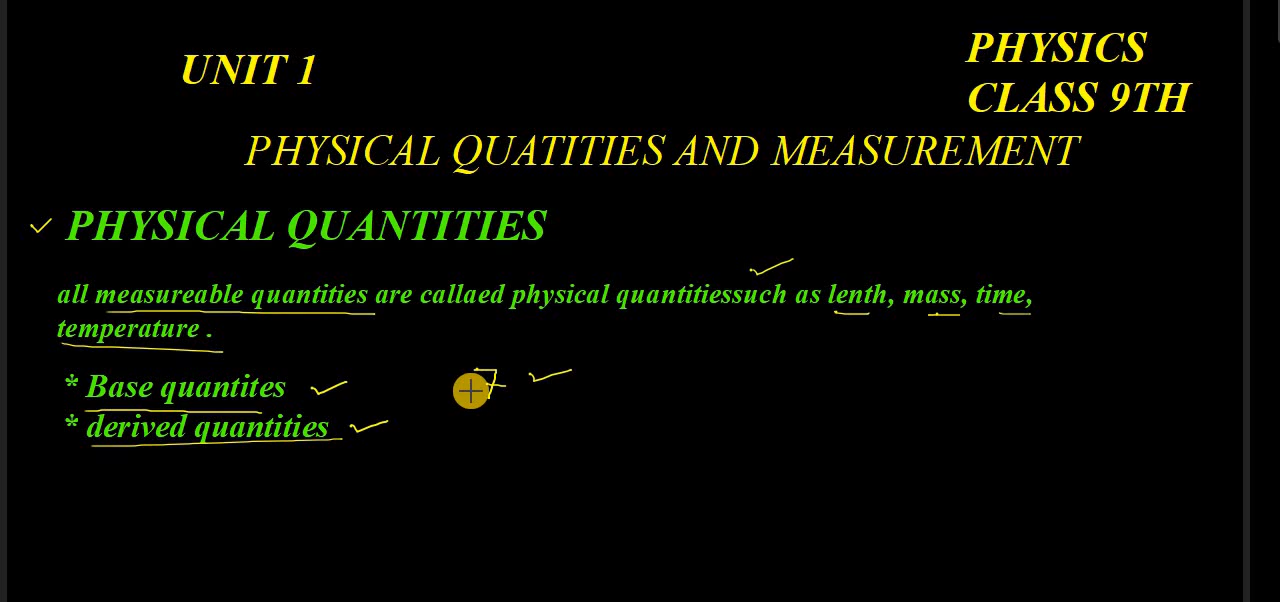 UNIT 1
PHYSICS
CLASS 9TH
PHYSICAL QUATITIES AND MEASUREMENT
PHYSICAL QUANTITIES
all measureable quantities are callaed physical quantitiessuch as lenth, mass, time,
temperature .
* Base quantites
7
* derived quantities